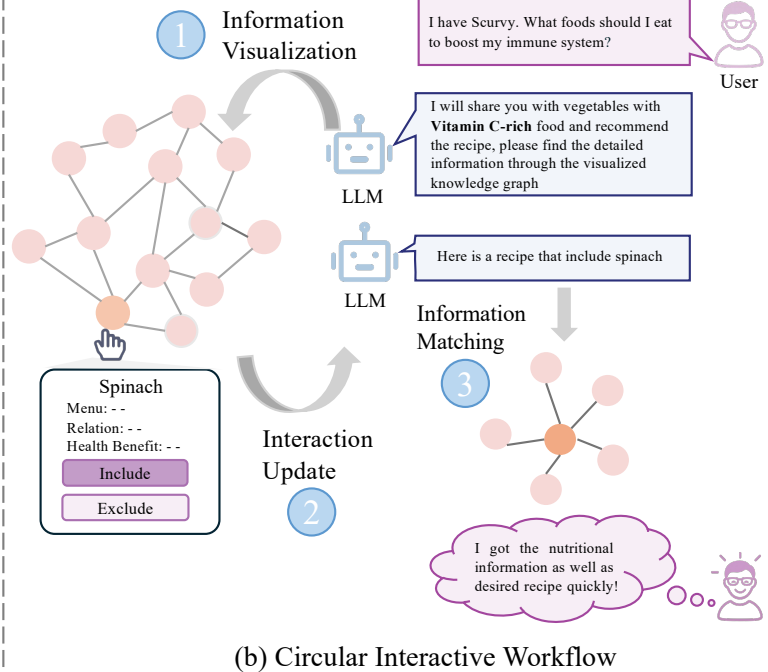 1
Information
Visualization
I have Scurvy. What foods should I eat
to boost my immune system?
User
I will share you with vegetables with
Vitamin C-rich food and recommend
the recipe, please find the detailed
information through the visualized
knowledge graph
LLM
Here is a recipe that include spinach
LLM
Information
Matching
3
Spinach
Menu: - -
Relation: - -
Health Benefit: - -
Include
Exclude
Interaction
Update
2
I got the nutritional
information as well as
desired recipe quickly!
(b) Circular Interactive Workflow